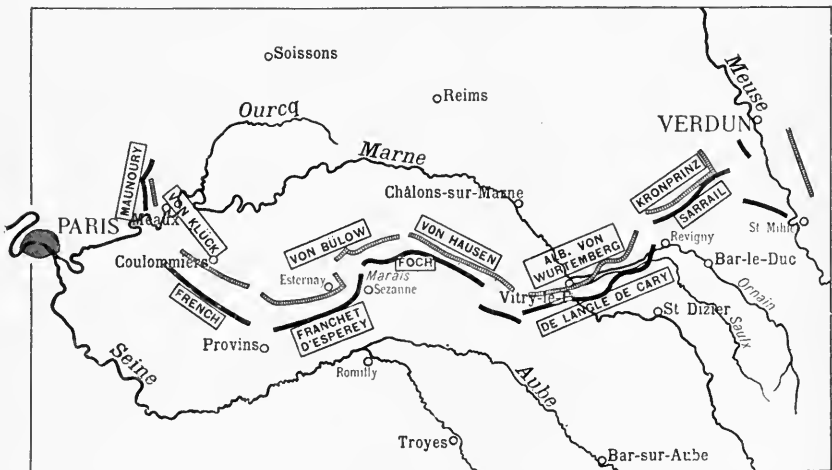 Soissons
Reims
Ourcq
Meuse
VERDUN
Marne
MAUNOURY
VON KLÜCK
Châlons-sur-Marne
KRONPRINZ
SARRAIL
PARIS
Meaux
VON BÜLOW
VON HAUSEN
ALB. VON
WURTEMBERG
Revigny
St Mihiel
Coulommiers
Esternay
Marais
FOCH
Bar-le-Duc
Sezanne
Vitry-le-F
Ornain
FRENCH
FRANCHET
D'ESPEREY
DE LANGLE DE CARY
St Dizier
Saulx
Provins
Seine
Romilly
Aube
Troyes
Bar-sur-Aube